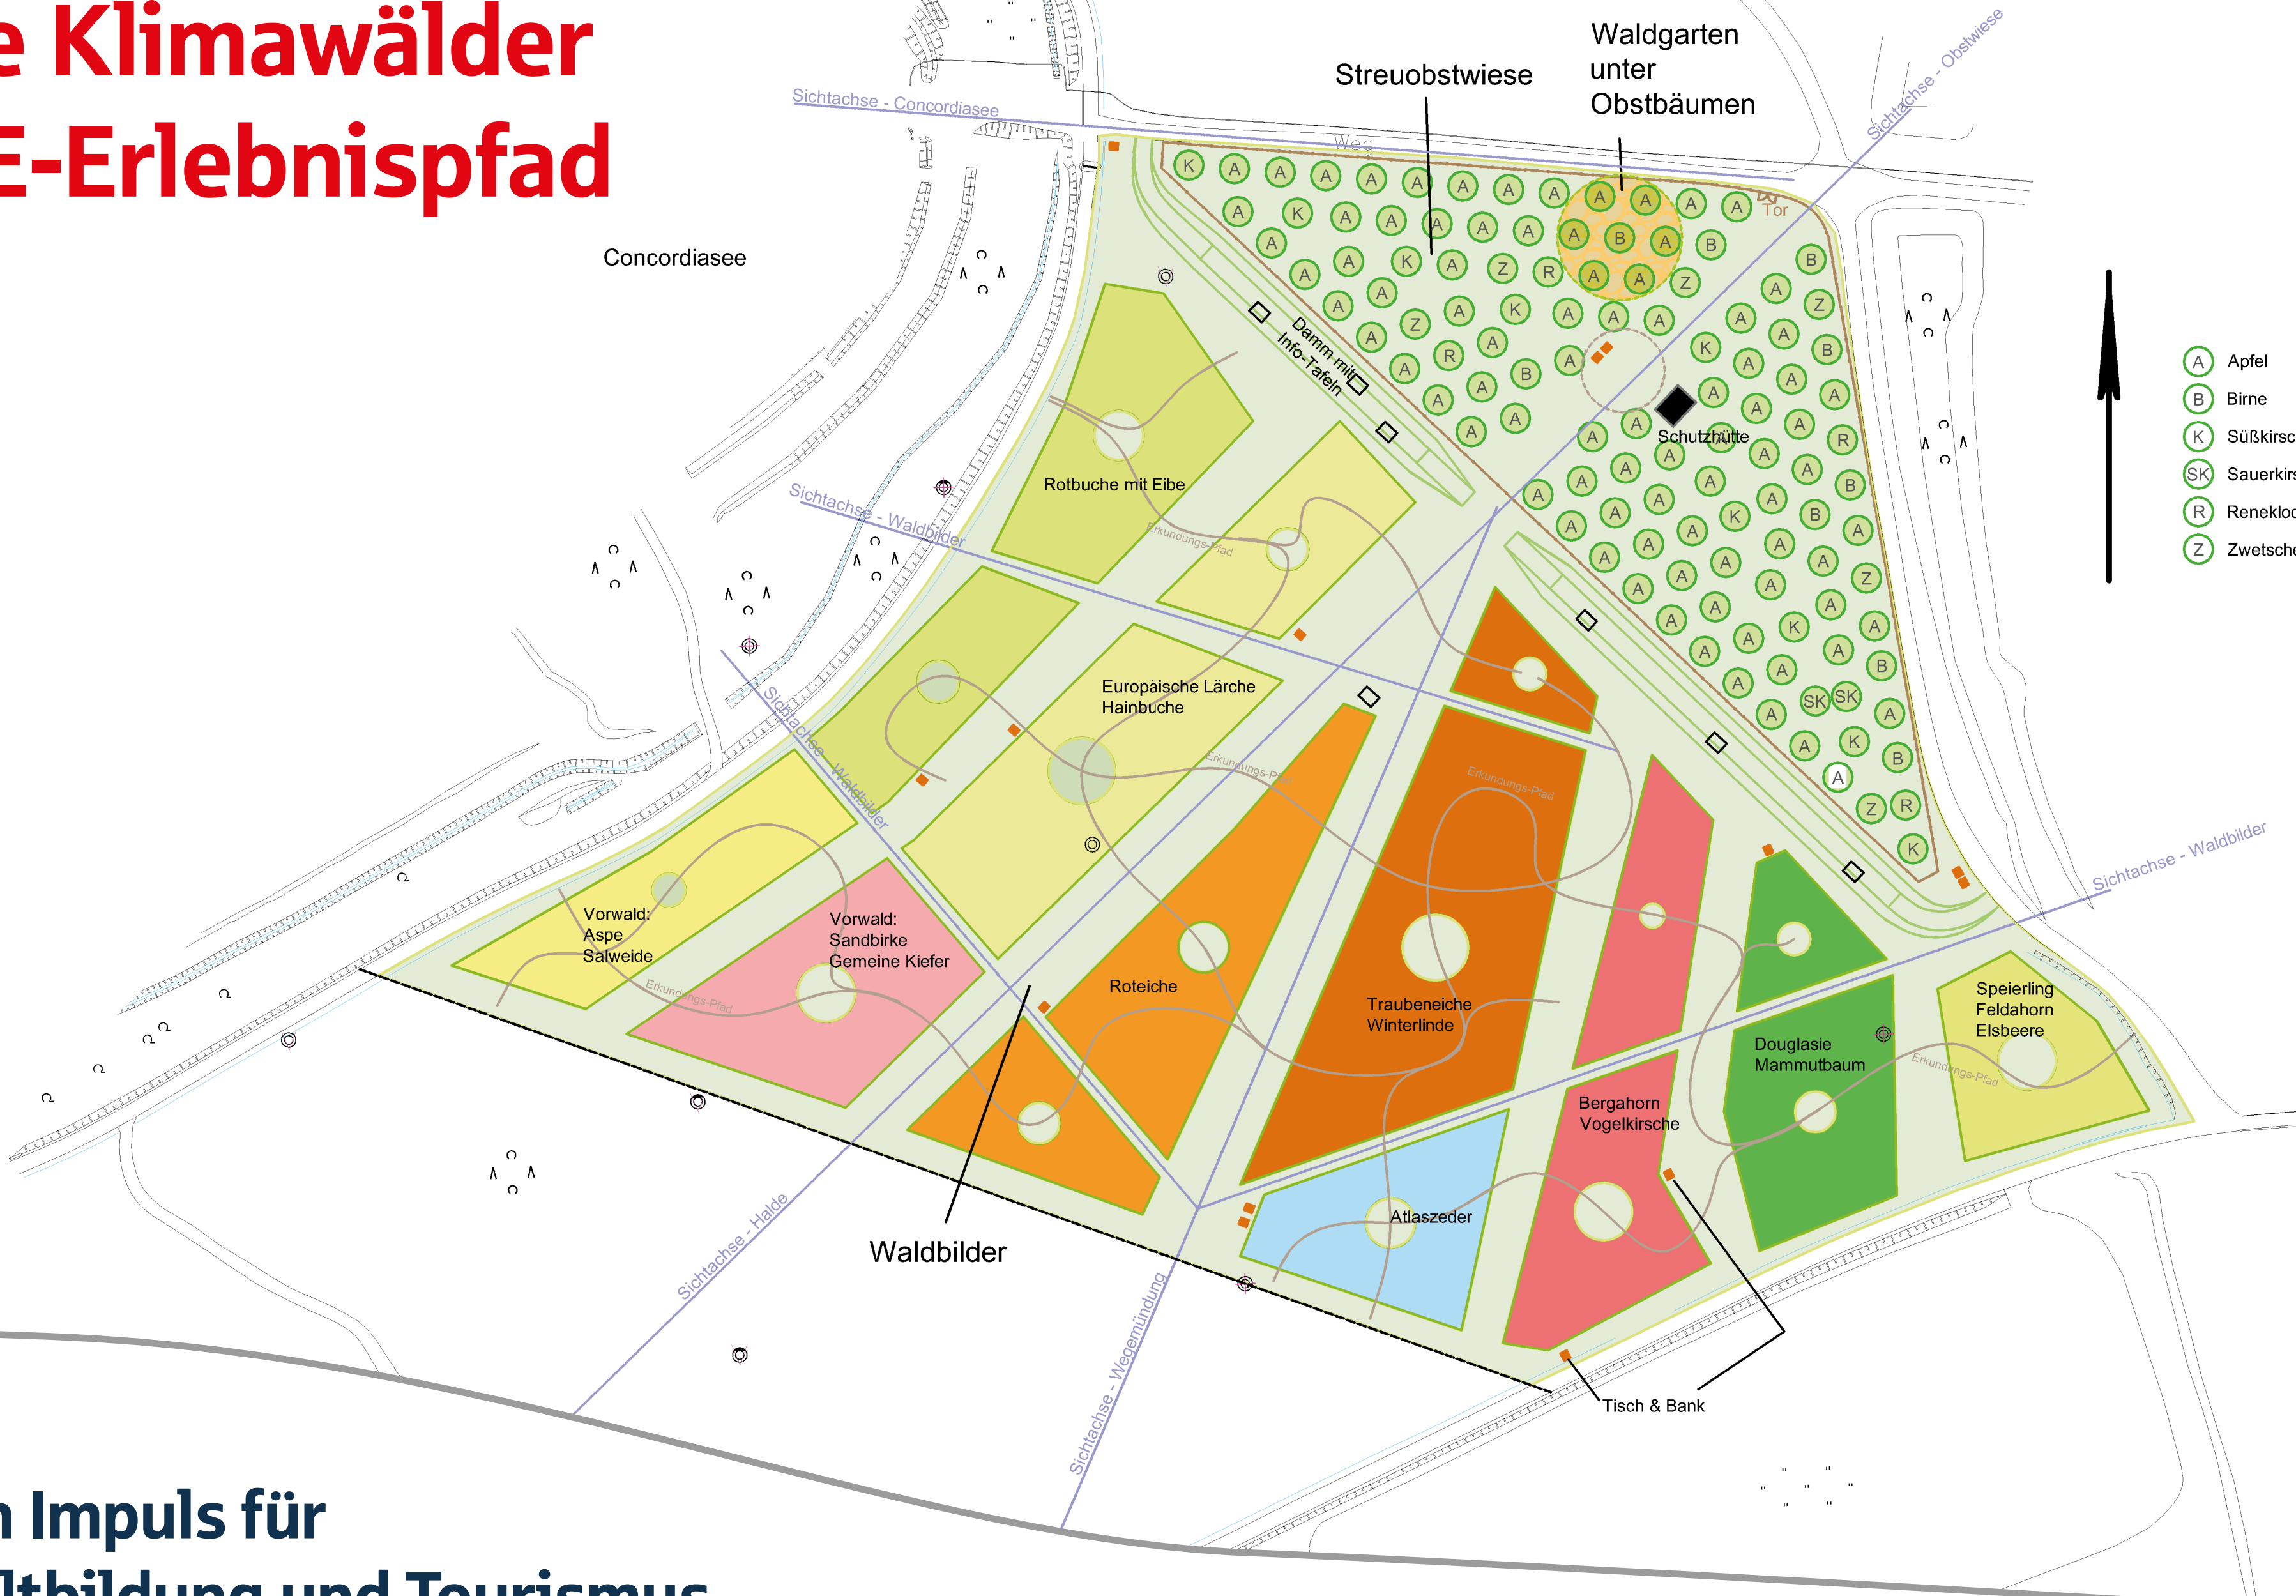 e Klimawälder
E-Erlebnispfad
Waldgarten
unter
Obstbäumen
Streuobstwiese
Sichtachse - Concordiasee
Sichtachse - Obstwiese
Weg
Tor
Concordiasee
Damm mit
Info-Tafeln
Schutzhütte
A Apfel
B Birne
K Süßkirsc
SK Sauerkirs
R Renekloc
Z Zwetsche
Sichtachse - Waldbilder
Rotbuche mit Eibe
Erkundungs-Pfad
Sichtachse - Waldbilder
Europäische Lärche
Hainbuche
Erkundungs-Pfad
Erkundungs-Pfad
Sichtachse - Waldbilder
Vorwald:
Aspe
Salweide
Vorwald:
Sandbirke
Gemeine Kiefer
Erkundungs-Pfad
Roteiche
Traubeneiche
Winterlinde
Douglasie
Mammutbaum
Speierling
Feldahorn
Elsbeere
Erkundungs-Pfad
Bergahorn
Vogelkirsche
Atlaszeder
Sichtachse - Halde
Waldbilder
Sichtachse - Wegemündung
Tisch & Bank
n Impuls für
ltbildung und Tourismus